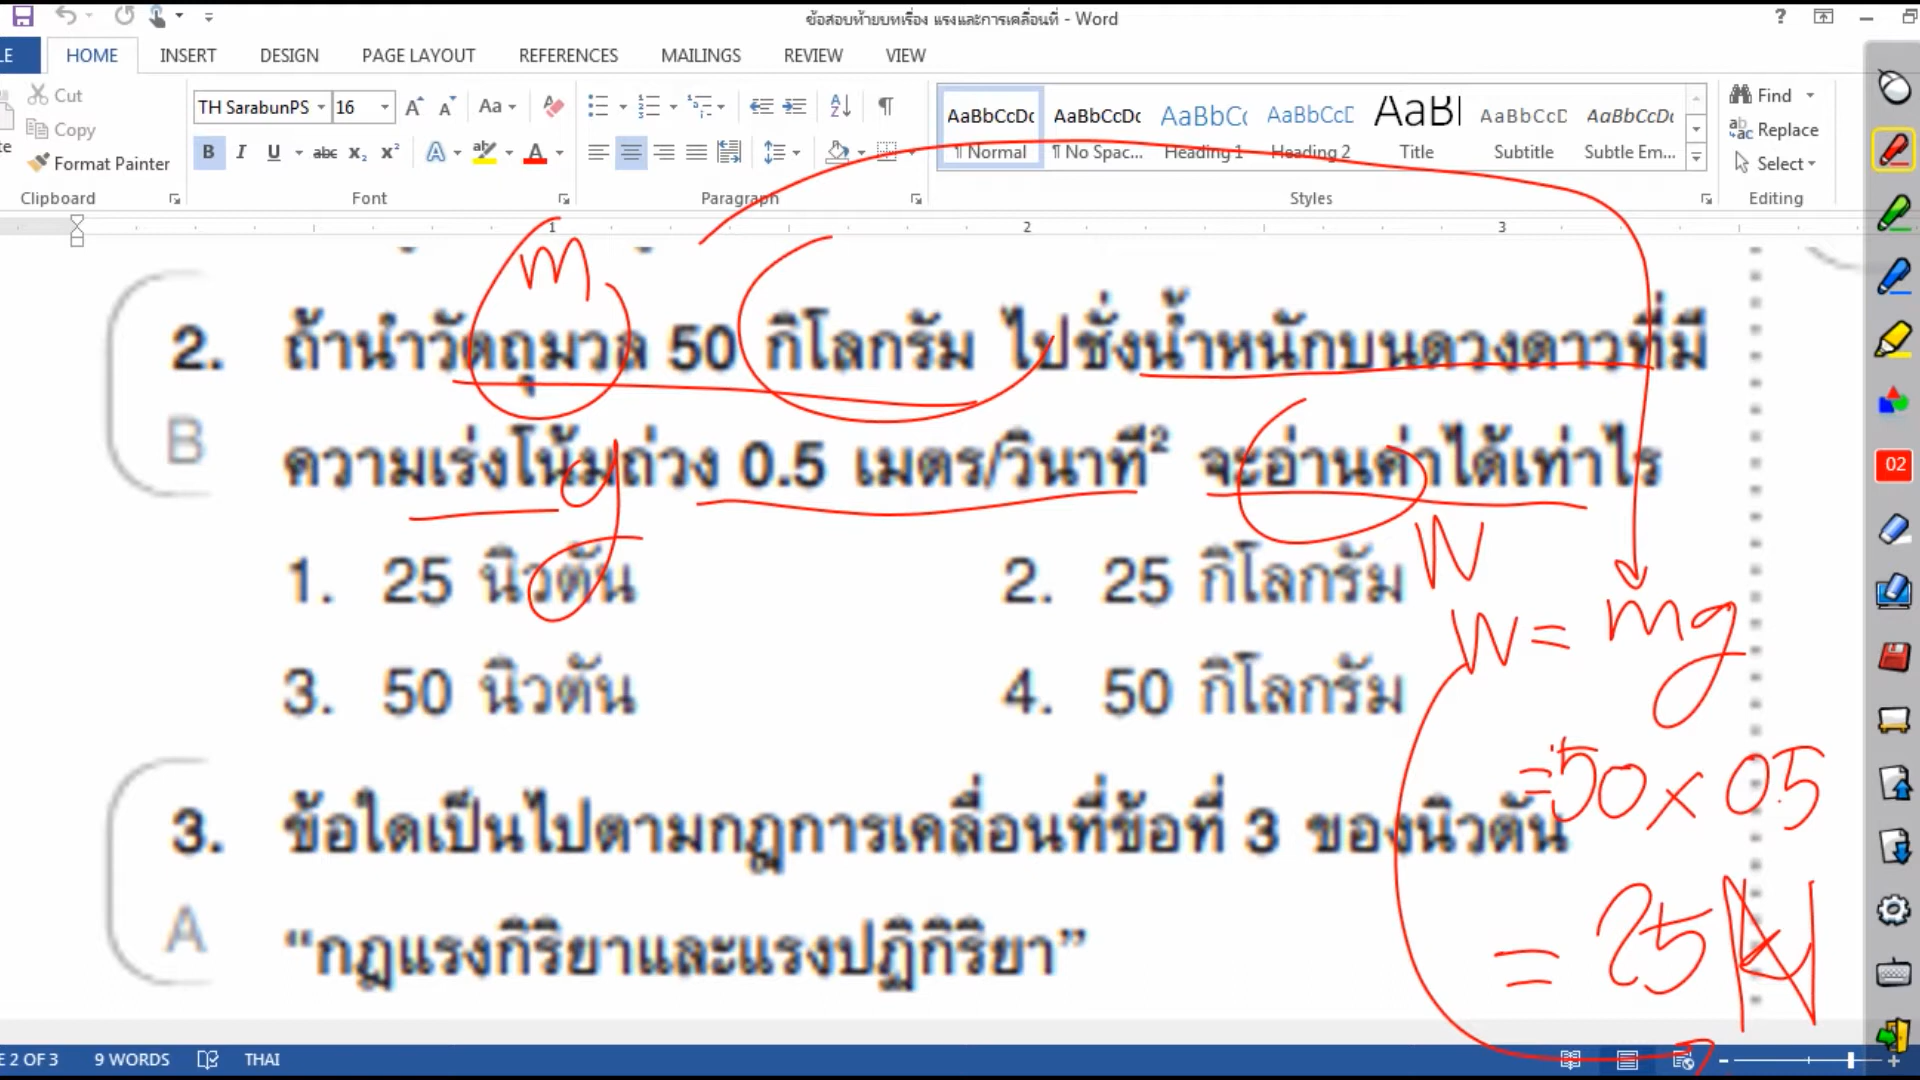 ข้อสอบท้ายบทเรื่อง แรงและการเคลื่อนที่ - Word
HOME INSERT DESIGN PAGE LAYOUT REFERENCES MAILINGS REVIEW VIEW
Cut
Copy
Format Painter
Clipboard
TH SarabunPS 16
Font
Paragraph
AaBbCcDc AaBbCcDc AaBbCc AaBbCcD AaBl AaBbCcD AaBbCcDc
¶ Normal ¶ No Spac... Heading 1 Heading 2 Title Subtitle Subtle Em...
Styles
Find
Replace
Select
Editing
1 2 3
m
2. ถ้านำวัตถุมวล 50 กิโลกรัม ไปชั่งน้ำหนักบนดวงดาวที่มี
B
ความเร่งโน้มถ่วง 0.5 เมตร/วินาที² จะอ่านค่าได้เท่าไร
g
W
1. 25 นิวตัน 2. 25 กิโลกรัม
W = mg
3. 50 นิวตัน 4. 50 กิโลกรัม
= 50 x 0.5
3. ข้อใดเป็นไปตามกฎการเคลื่อนที่ข้อที่ 3 ของนิวตัน
A
“กฎแรงกิริยาและแรงปฏิกิริยา”
= 25 N
02
E 2 OF 3 9 WORDS THAI